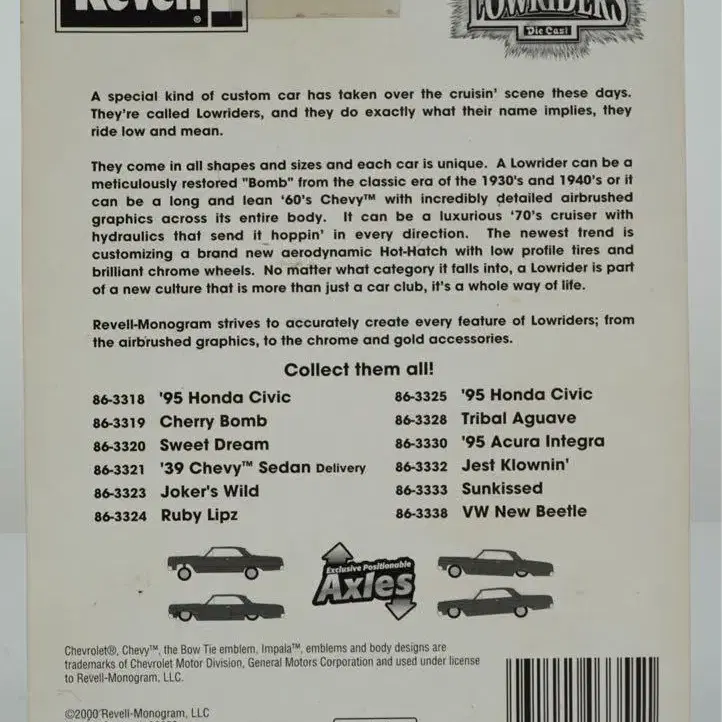 Revell ®
LOWRIDERS
Die Cast
A special kind of custom car has taken over the cruisin' scene these days.
They're called Lowriders, and they do exactly what their name implies, they
ride low and mean.
They come in all shapes and sizes and each car is unique. A Lowrider can be a
meticulously restored "Bomb" from the classic era of the 1930's and 1940's or it
can be a long and lean '60's Chevy™ with incredibly detailed airbrushed
graphics across its entire body. It can be a luxurious '70's cruiser with
hydraulics that send it hoppin' in every direction. The newest trend is
customizing a brand new aerodynamic Hot-Hatch with low profile tires and
brilliant chrome wheels. No matter what category it falls into, a Lowrider is part
of a new culture that is more than just a car club, it's a whole way of life.
Revell-Monogram strives to accurately create every feature of Lowriders; from
the airbrushed graphics, to the chrome and gold accessories.
Collect them all!
86-3318 '95 Honda Civic
86-3319 Cherry Bomb
86-3320 Sweet Dream
86-3321 '39 Chevy™ Sedan Delivery
86-3323 Joker's Wild
86-3324 Ruby Lipz
86-3325 '95 Honda Civic
86-3328 Tribal Aguave
86-3330 '95 Acura Integra
86-3332 Jest Klownin'
86-3333 Sunkissed
86-3338 VW New Beetle
Exclusive Positionable
Axles
Chevrolet®, Chevy™, the Bow Tie emblem, Impala™, emblems and body designs are
trademarks of Chevrolet Motor Division, General Motors Corporation and used under license
to Revell-Monogram, LLC.
©2000 Revell-Monogram, LLC